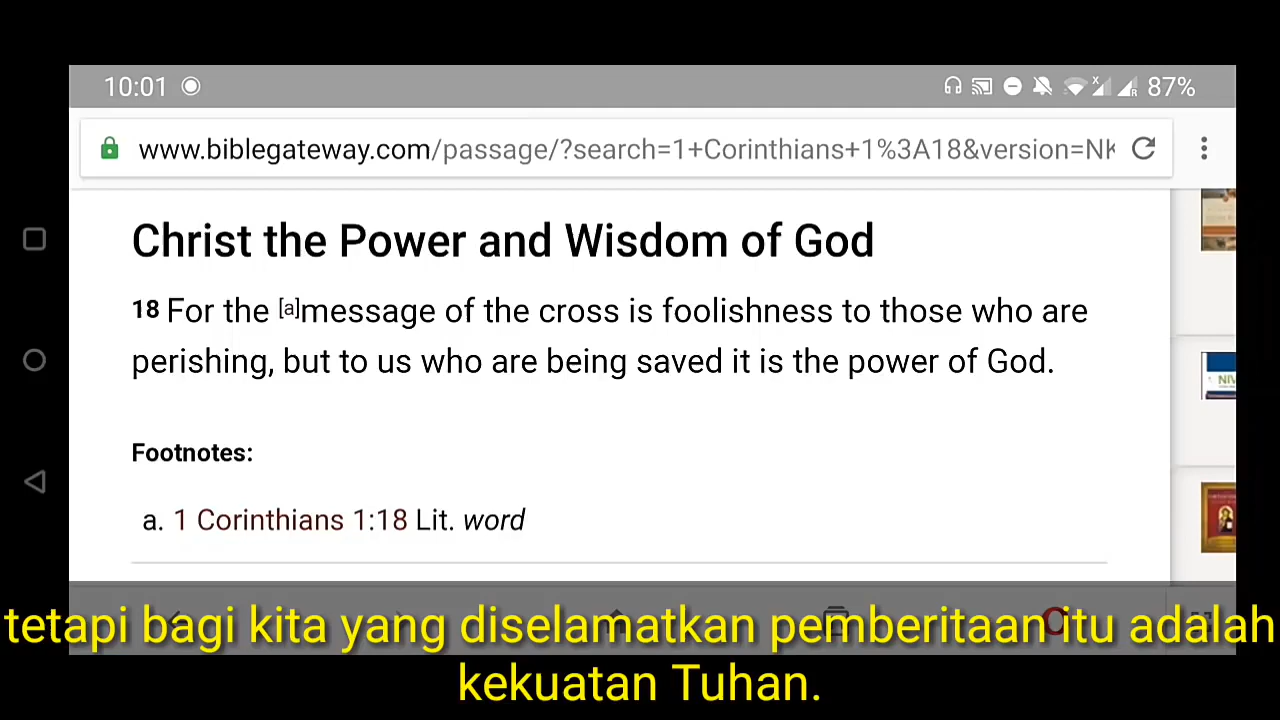 10:01
R
87%
www.biblegateway.com/passage/?search=1+Corinthians+1%3A18&version=NK
Christ the Power and Wisdom of God
18 For the [a]message of the cross is foolishness to those who are
perishing, but to us who are being saved it is the power of God.
Footnotes:
a. 1 Corinthians 1:18 Lit. word
NIV
tetapi bagi kita yang diselamatkan pemberitaan itu adalah
kekuatan Tuhan.